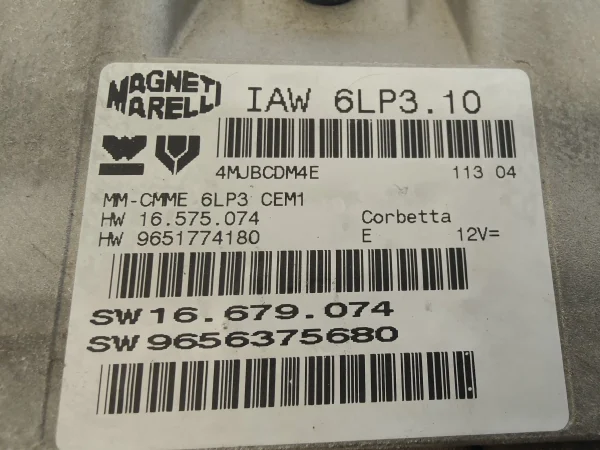 MAGNETI
MARELLI
IAW 6LP3.10
4MJBCDM4E 113 04
MM-CMME 6LP3 CEM1
HW 16.575.074 Corbetta
HW 9651774180 E 12V=
SW 16.679.074
SW 9656375680